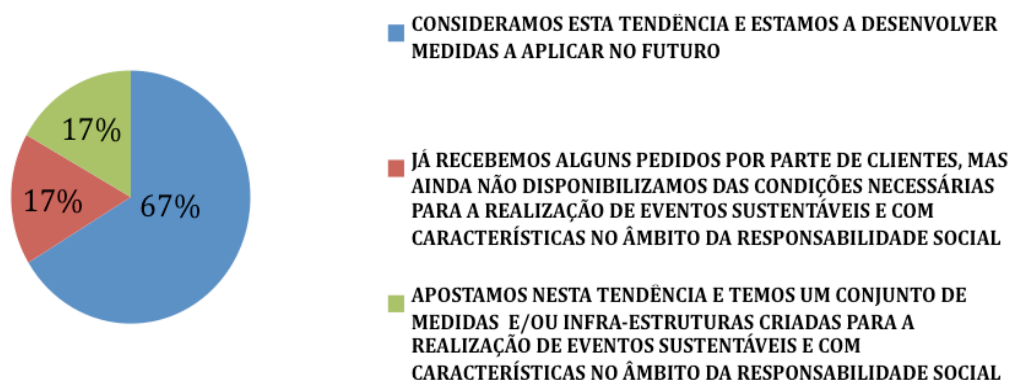 CONSIDERAMOS ESTA TENDÊNCIA E ESTAMOS A DESENVOLVER
MEDIDAS A APLICAR NO FUTURO
17%
17%
67%
JÁ RECEBEMOS ALGUNS PEDIDOS POR PARTE DE CLIENTES, MAS
AINDA NÃO DISPONIBILIZAMOS DAS CONDIÇÕES NECESSÁRIAS
PARA A REALIZAÇÃO DE EVENTOS SUSTENTÁVEIS E COM
CARACTERÍSTICAS NO ÂMBITO DA RESPONSABILIDADE SOCIAL
APOSTAMOS NESTA TENDÊNCIA E TEMOS UM CONJUNTO DE
MEDIDAS E/OU INFRA-ESTRUTURAS CRIADAS PARA A
REALIZAÇÃO DE EVENTOS SUSTENTÁVEIS E COM
CARACTERÍSTICAS NO ÂMBITO DA RESPONSABILIDADE SOCIAL